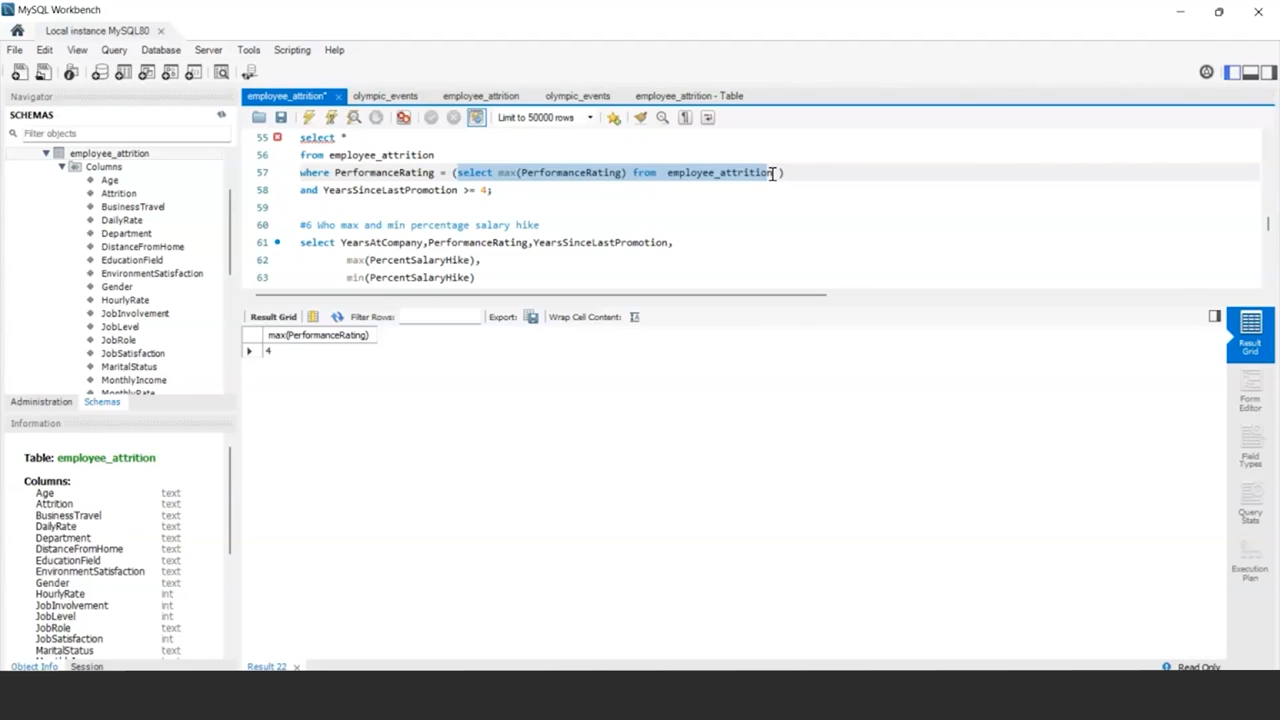 MySQL Workbench
Local instance MySQL80
File Edit View Query Database Server Tools Scripting Help
Navigator
SCHEMAS
Filter objects
employee_attrition
Columns
Age
Attrition
BusinessTravel
DailyRate
Department
DistanceFromHome
EducationField
EnvironmentSatisfaction
Gender
HourlyRate
JobInvolvement
JobLevel
JobRole
JobSatisfaction
MaritalStatus
MonthlyIncome
MonthlyRate
Administration Schemas
Information
Table: employee_attrition
Columns:
Age text
Attrition text
BusinessTravel text
DailyRate text
Department text
DistanceFromHome text
EducationField text
EnvironmentSatisfaction text
Gender text
HourlyRate int
JobInvolvement int
JobLevel int
JobRole text
JobSatisfaction int
MaritalStatus text
Object Info Session
employee_attrition* olympic_events employee_attrition olympic_events employee_attrition - Table
Limit to 50000 rows
55 select *
56 from employee_attrition
57 where PerformanceRating = (select max(PerformanceRating) from employee_attrition )
58 and YearsSinceLastPromotion >= 4;
59
60 #6 Who max and min percentage salary hike
61 select YearsAtCompany,PerformanceRating,YearsSinceLastPromotion,
62 max(PercentSalaryHike),
63 min(PercentSalaryHike)
Result Grid Filter Rows: Export: Wrap Cell Content:
max(PerformanceRating)
4
Result 22
Read Only
Result Grid
Form Editor
Field Types
Query Stats
Execution Plan